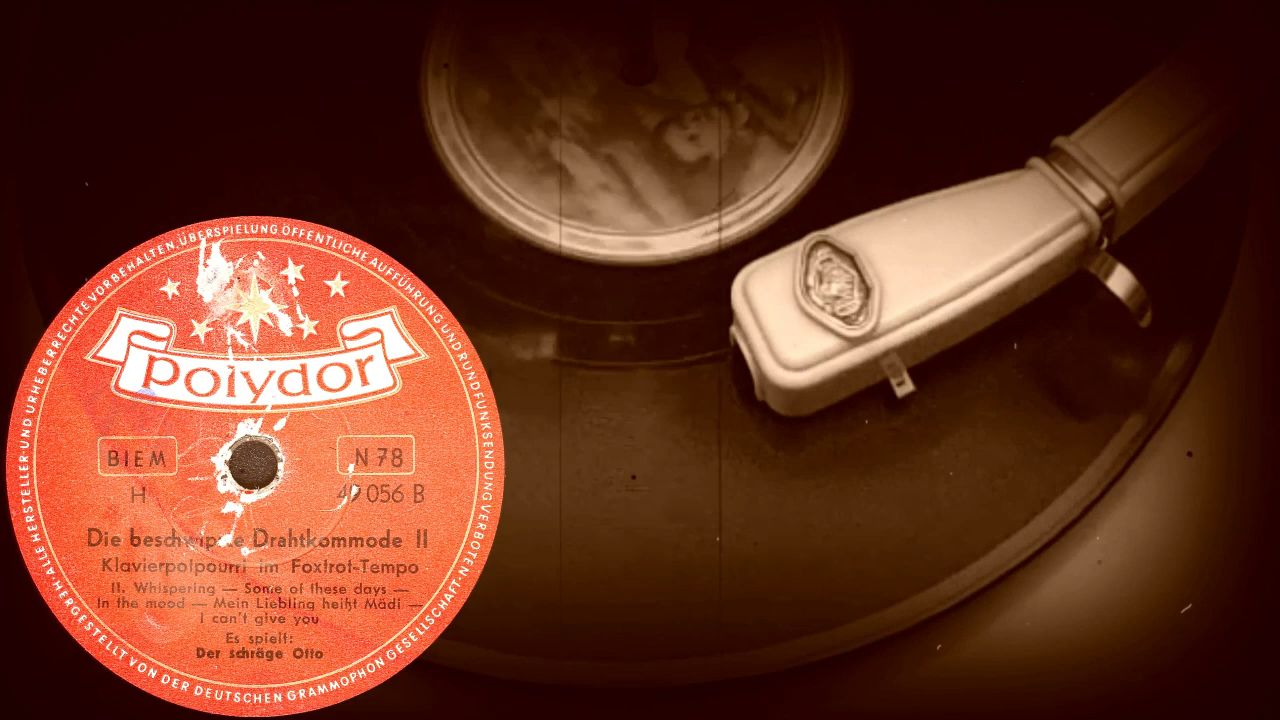 ALLE HERSTELLER- UND URHEBERRECHTE VORBEHALTEN. ÜBERSPIELUNG ÖFFENTLICHE AUFFÜHRUNG UND RUNDFUNKSENDUNG VERBOTEN.
polydor
BIEM N 78
H 49056 B
Die beschwipste Drahtkommode II
Klavierpotpourri im Foxtrot-Tempo
II. Whispering — Some of these days —
In the mood — Mein Liebling heißt Mädi —
I can't give you
Es spielt:
Der schräge Otto
HERGESTELLT VON DER DEUTSCHEN GRAMMOPHON GESELLSCHAFT